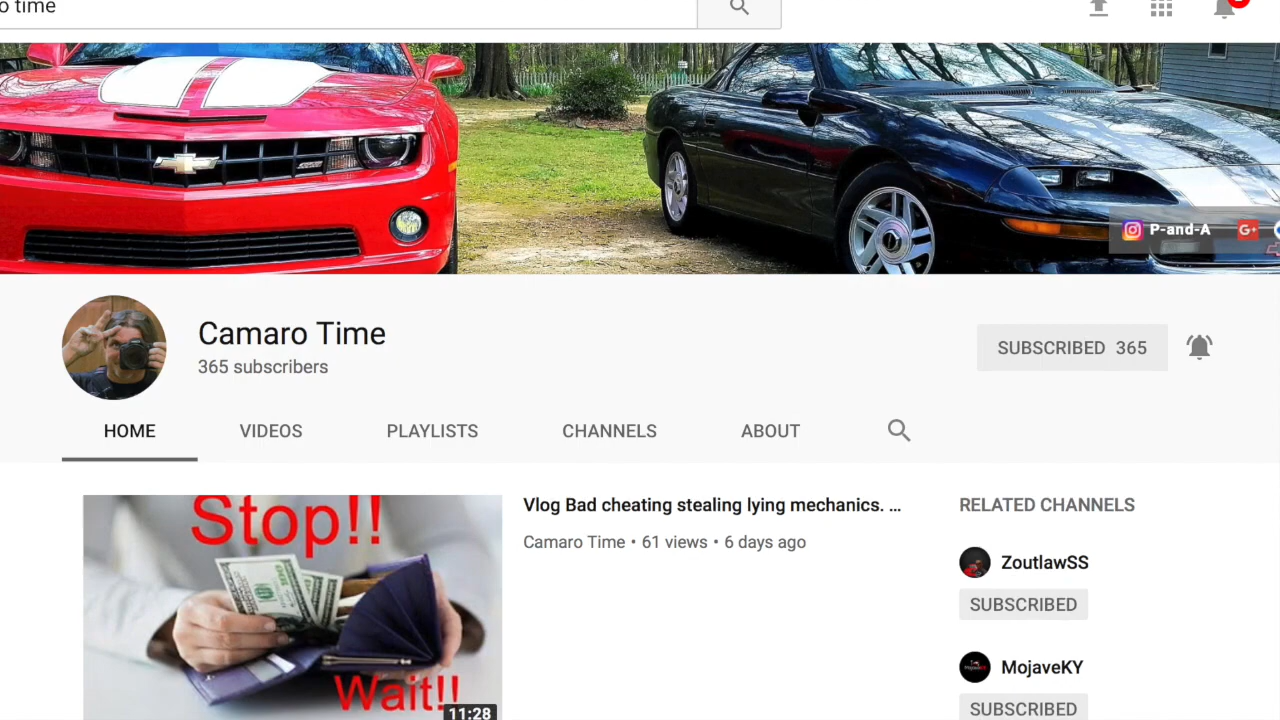 o time
P-and-A
G+
Camaro Time
365 subscribers
SUBSCRIBED 365
HOME VIDEOS PLAYLISTS CHANNELS ABOUT
Stop!!
Wait!!
11:28
Vlog Bad cheating stealing lying mechanics. ...
Camaro Time • 61 views • 6 days ago
RELATED CHANNELS
ZoutlawSS
SUBSCRIBED
MojaveKY
SUBSCRIBED